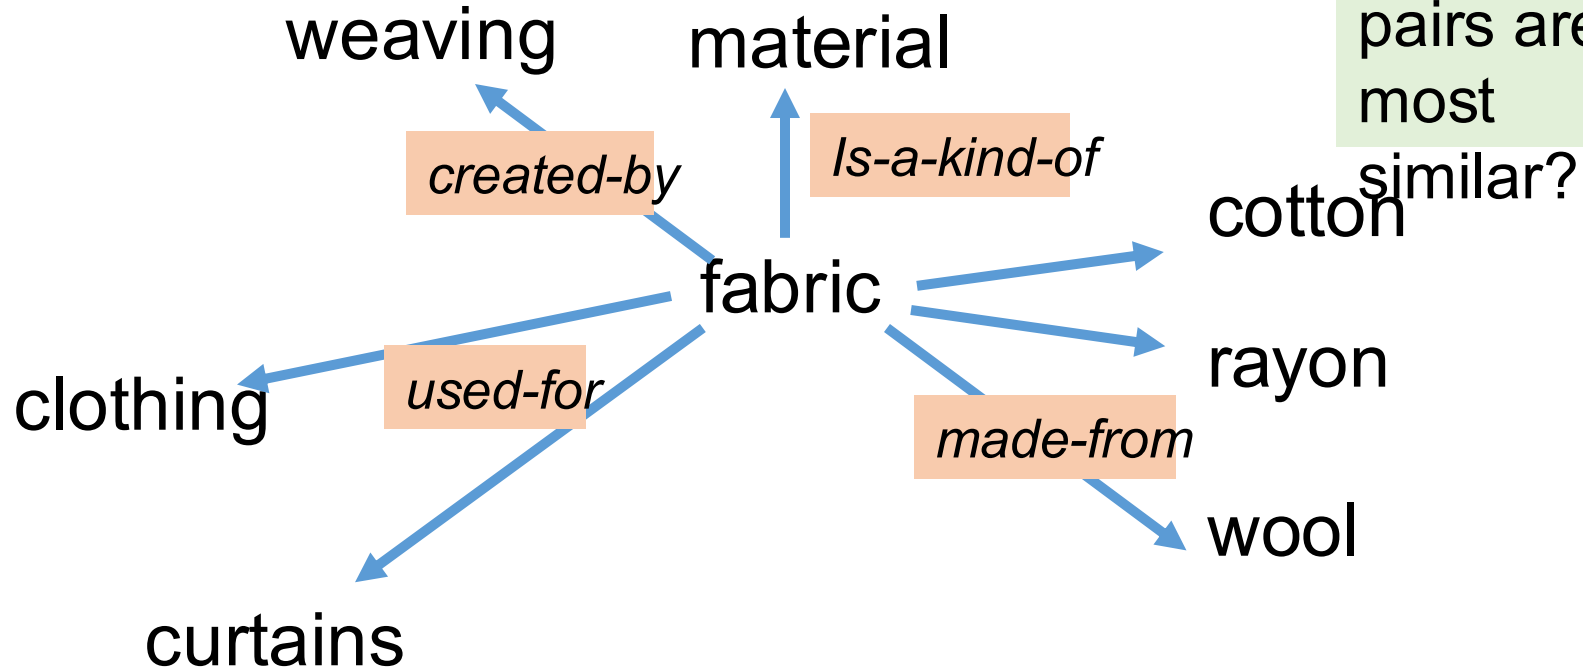 pairs are
most
similar?
weaving
material
created-by
Is-a-kind-of
cotton
fabric
rayon
clothing
used-for
made-from
wool
curtains